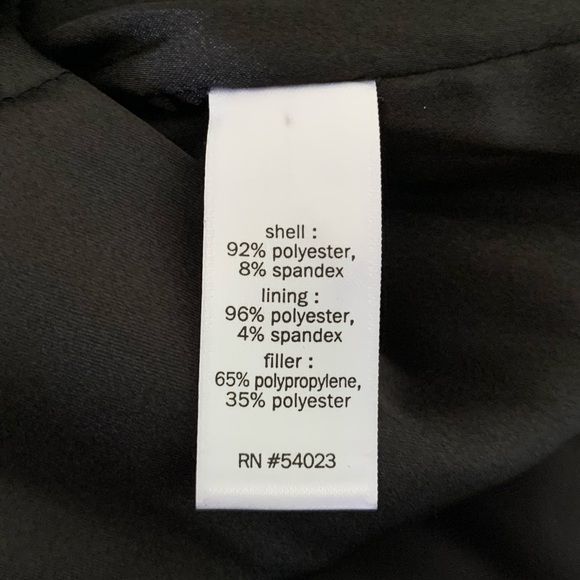 shell :
92% polyester,
8% spandex
lining :
96% polyester,
4% spandex
filler :
65% polypropylene,
35% polyester
RN #54023